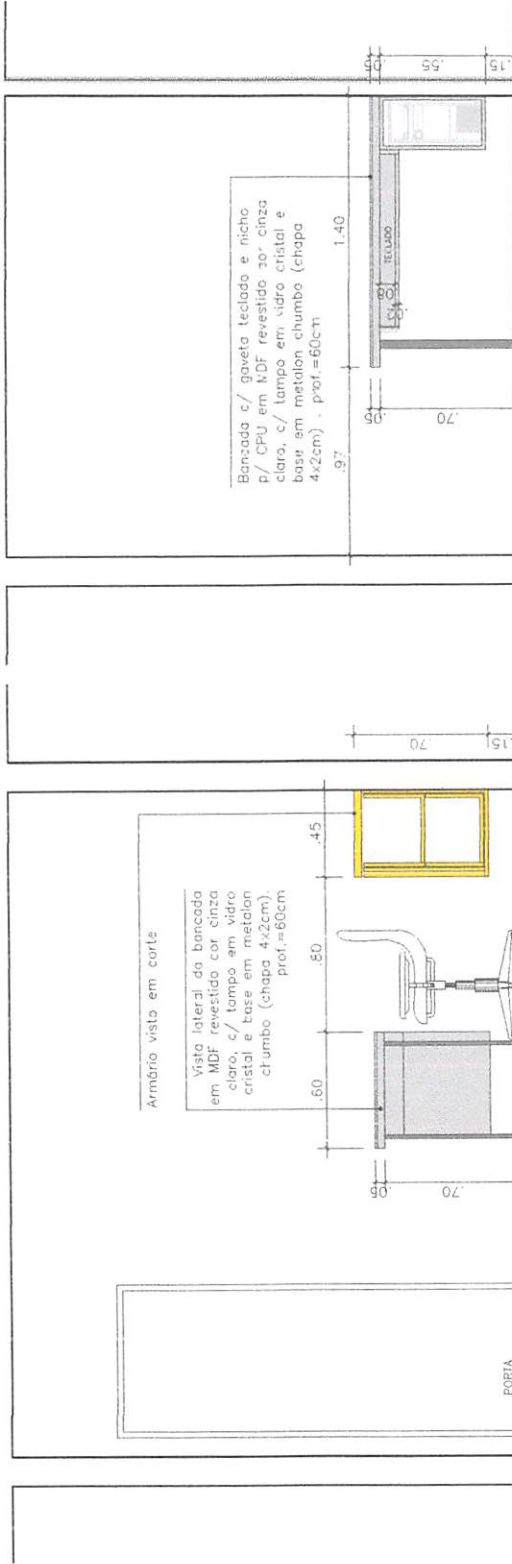 Armário visto em corte
Vista lateral da bancada
em MDF revestido cor cinza
claro, c/ tampo em vidro
cristal e base em metalon
chumbo (chapa 4x2cm).
prof.=60cm
.60
.80
.45
.05
.70
.70
.15
PORTA
Bancada c/ gaveta teclado e nicho
p/ CPU em MDF revestido cor cinza
claro, c/ tampo em vidro cristal e
base em metalon chumbo (chapa
4x2cm) . prof.=60cm
.97
1.40
.05
.70
TECLADO
.05
.55
.15